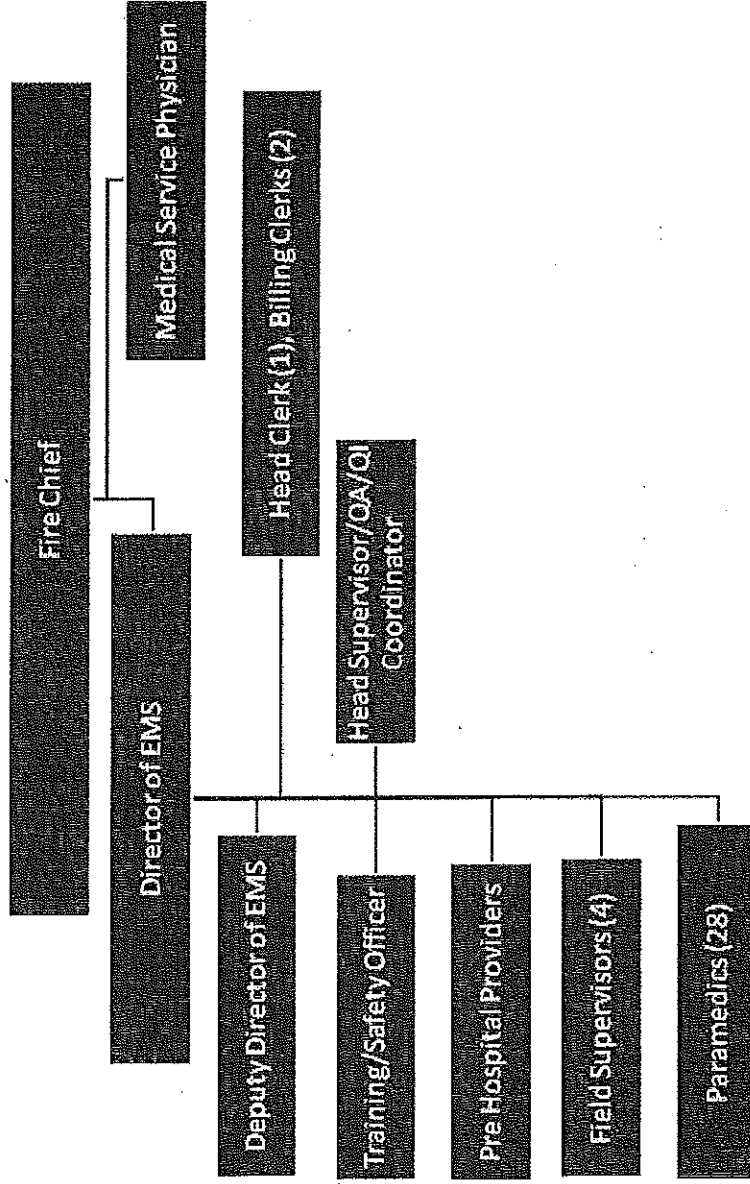 Fire Chief
Medical Service Physician
Director of EMS
Head Clerk (1), Billing Clerks (2)
Deputy Director of EMS
Head Supervisor/QA/QI
Coordinator
Training/Safety Officer
Pre Hospital Providers
Field Supervisors (4)
Paramedics (28)